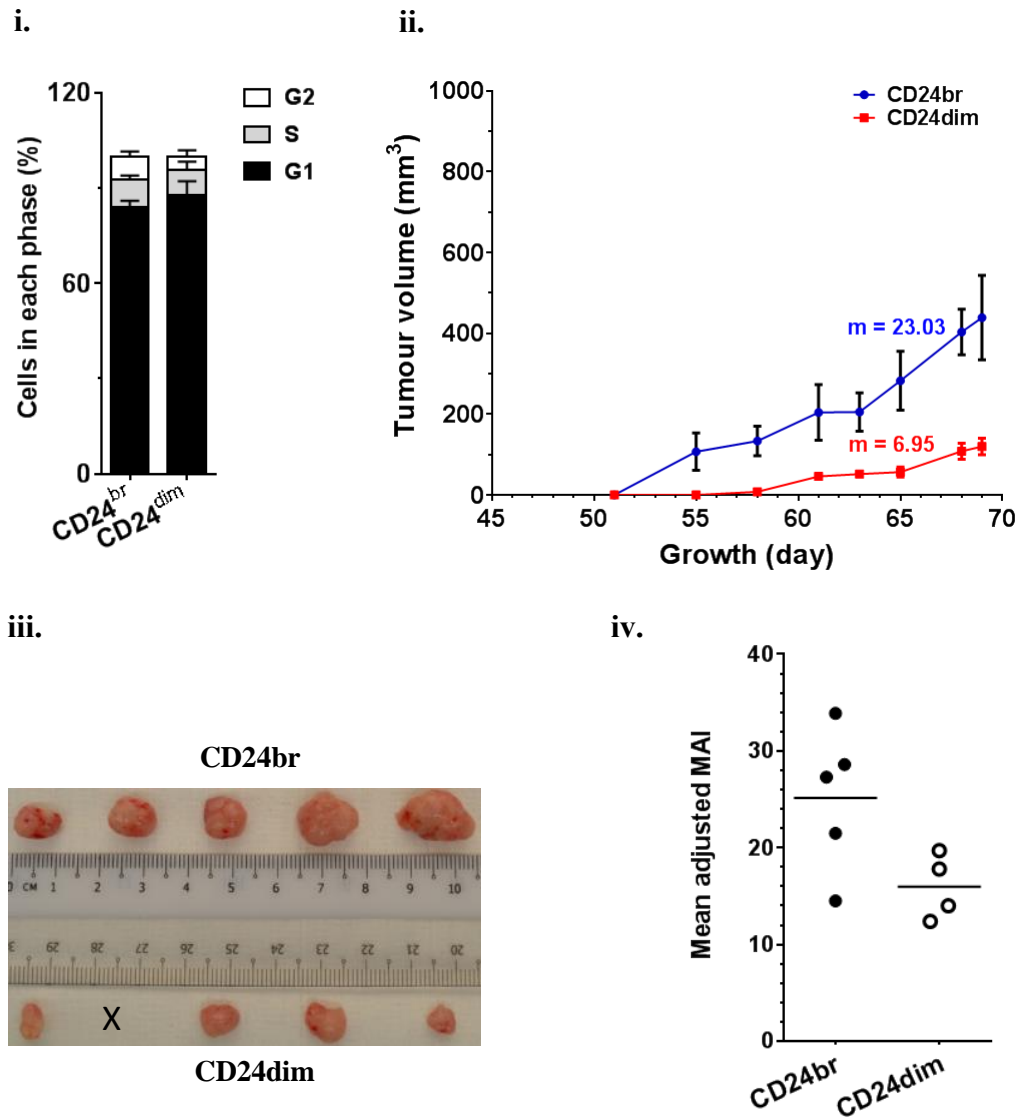 i.
120
60
0
Cells in each phase (%)
G2
S
G1
CD24br
CD24dim
ii.
1000
800
600
400
200
0
Tumour volume (mm3)
CD24br
CD24dim
m = 23.03
m = 6.95
45 50 55 60 65 70
Growth (day)
iii.
CD24br
0 CM 1 2 3 4 5 6 7 8 9 10
29 28 27 26 25 24 23 22 21 20
X
CD24dim
iv.
40
30
20
10
0
Mean adjusted MAI
CD24br
CD24dim